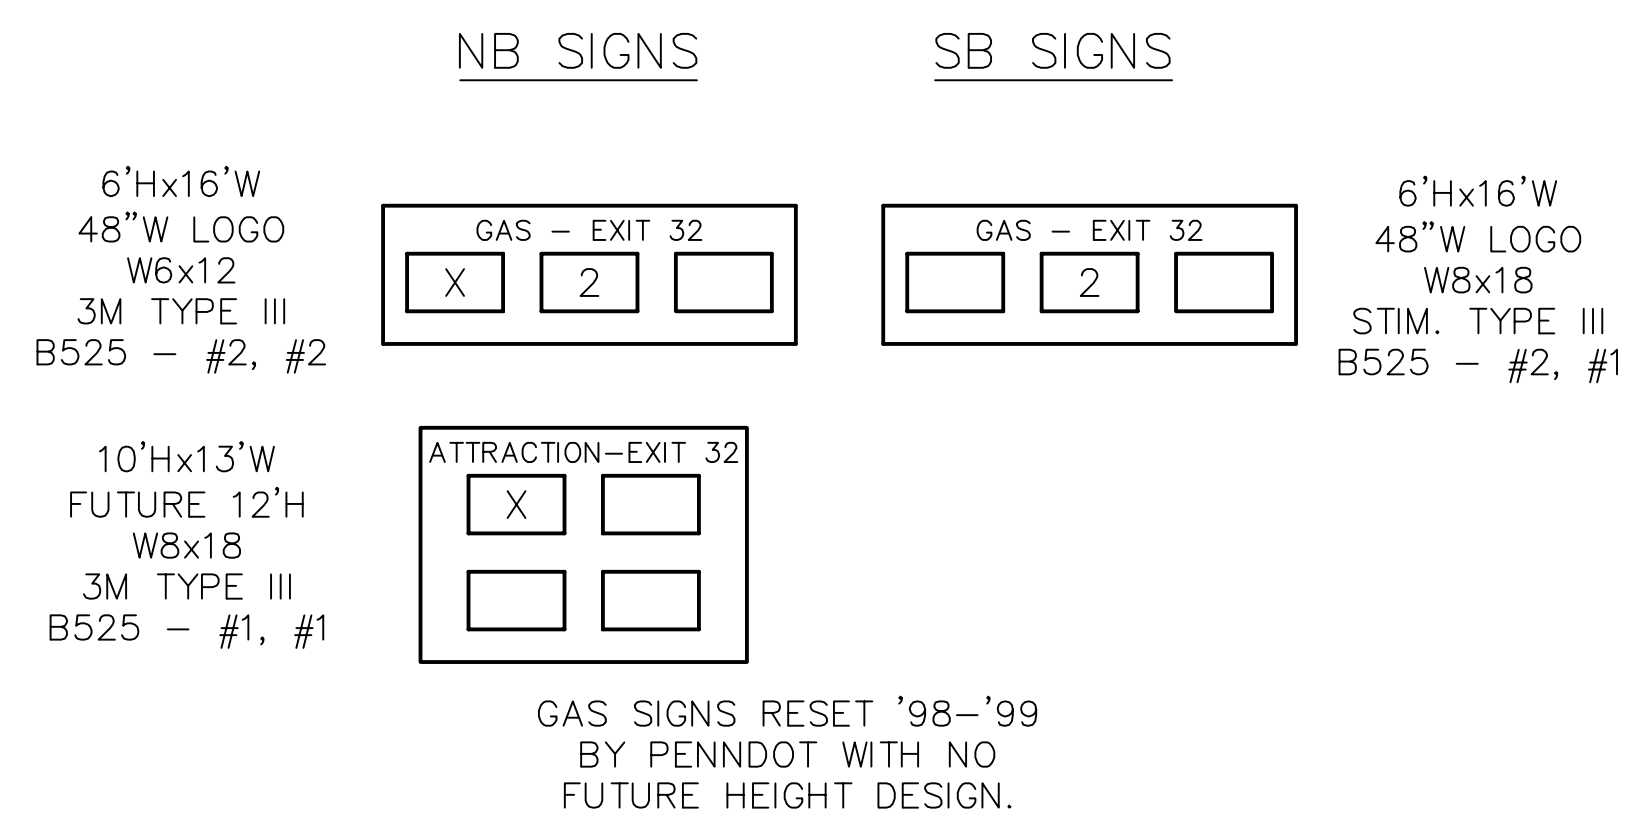 NB SIGNS
SB SIGNS
6'Hx16'W
48"W LOGO
W6x12
3M TYPE III
B525 – #2, #2
GAS – EXIT 32
X 2
GAS – EXIT 32
2
6'Hx16'W
48"W LOGO
W8x18
STIM. TYPE III
B525 – #2, #1
10'Hx13'W
FUTURE 12'H
W8x18
3M TYPE III
B525 – #1, #1
ATTRACTION–EXIT 32
X
GAS SIGNS RESET '98–'99
BY PENNDOT WITH NO
FUTURE HEIGHT DESIGN.